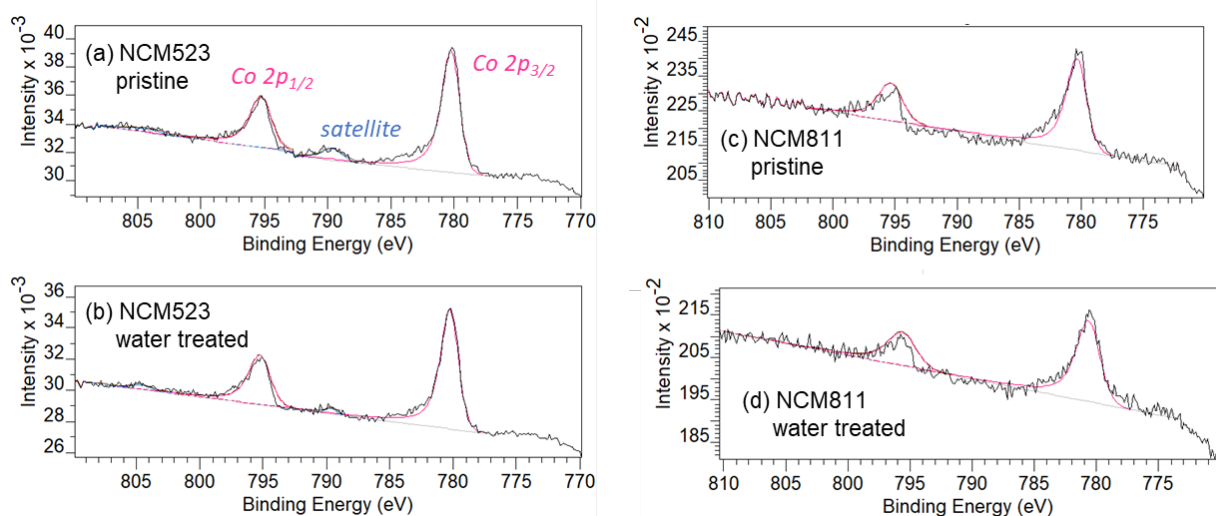 (a) NCM523
pristine
Co 2p1/2
satellite
Co 2p3/2
Intensity x 10-3
40
38
36
34
32
30
805 800 795 790 785 780 775 770
Binding Energy (eV)
(b) NCM523
water treated
Intensity x 10-3
36
34
32
30
28
26
805 800 795 790 785 780 775 770
Binding Energy (eV)
(c) NCM811
pristine
Intensity x 10-2
245
235
225
215
205
810 805 800 795 790 785 780 775
Binding Energy (eV)
(d) NCM811
water treated
Intensity x 10-2
215
205
195
185
810 805 800 795 790 785 780 775
Binding Energy (eV)